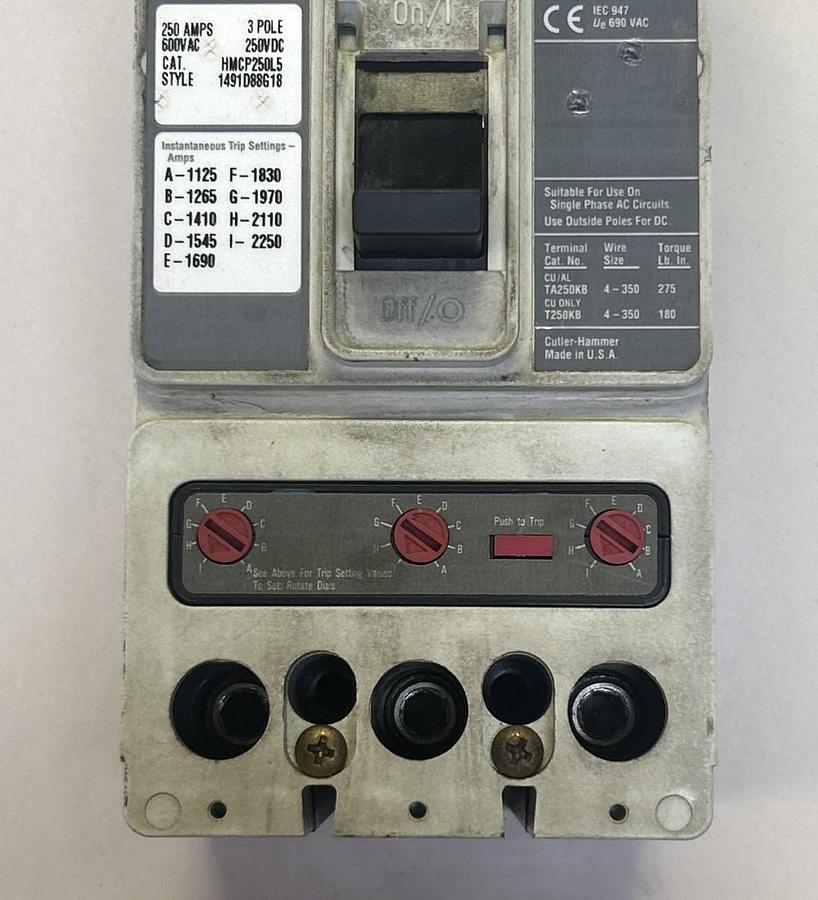 On/I
250 AMPS 3 POLE
600VAC 250VDC
CAT. HMCP250L5
STYLE 1491D88G18
Instantaneous Trip Settings –
Amps
A – 1125 F – 1830
B – 1265 G – 1970
C – 1410 H – 2110
D – 1545 I – 2250
E – 1690
Off/O
CE IEC 947
Ue 690 VAC
Suitable For Use On
Single Phase AC Circuits.
Use Outside Poles For DC.
Terminal Wire Torque
Cat. No. Size Lb. In.
CU/AL
TA250KB 4 – 350 275
CU ONLY
T250KB 4 – 350 180
Cutler-Hammer
Made in U.S.A.
A B C D E F G H I
See Above For Trip Setting Values
To Set: Rotate Dials
A B C D E F G H I
Push to Trip
A B C D E F G H I